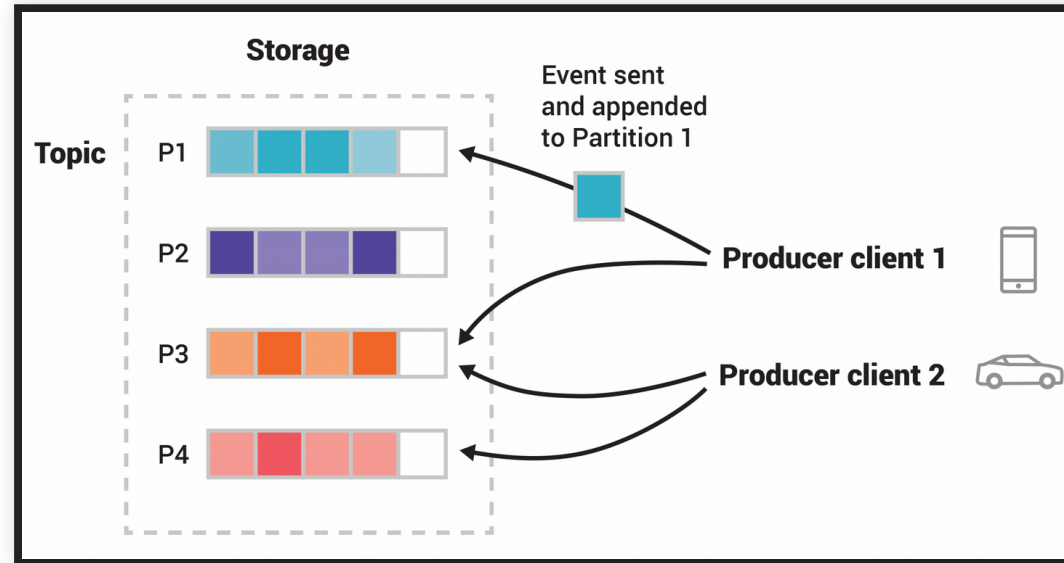 Storage
Event sent
and appended
to Partition 1
Topic
P1
P2
Producer client 1
P3
Producer client 2
P4